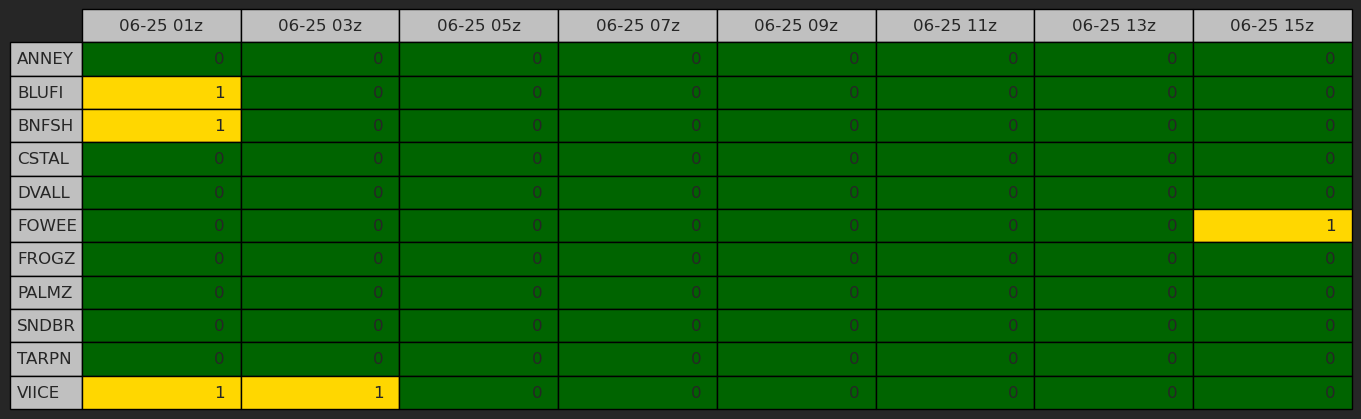 06-25 01z 06-25 03z 06-25 05z 06-25 07z 06-25 09z 06-25 11z 06-25 13z 06-25 15z
ANNEY 0 0 0 0 0 0 0 0
BLUFI 1 0 0 0 0 0 0 0
BNFSH 1 0 0 0 0 0 0 0
CSTAL 0 0 0 0 0 0 0 0
DVALL 0 0 0 0 0 0 0 0
FOWEE 0 0 0 0 0 0 0 1
FROGZ 0 0 0 0 0 0 0 0
PALMZ 0 0 0 0 0 0 0 0
SNDBR 0 0 0 0 0 0 0 0
TARPN 0 0 0 0 0 0 0 0
VIICE 1 1 0 0 0 0 0 0